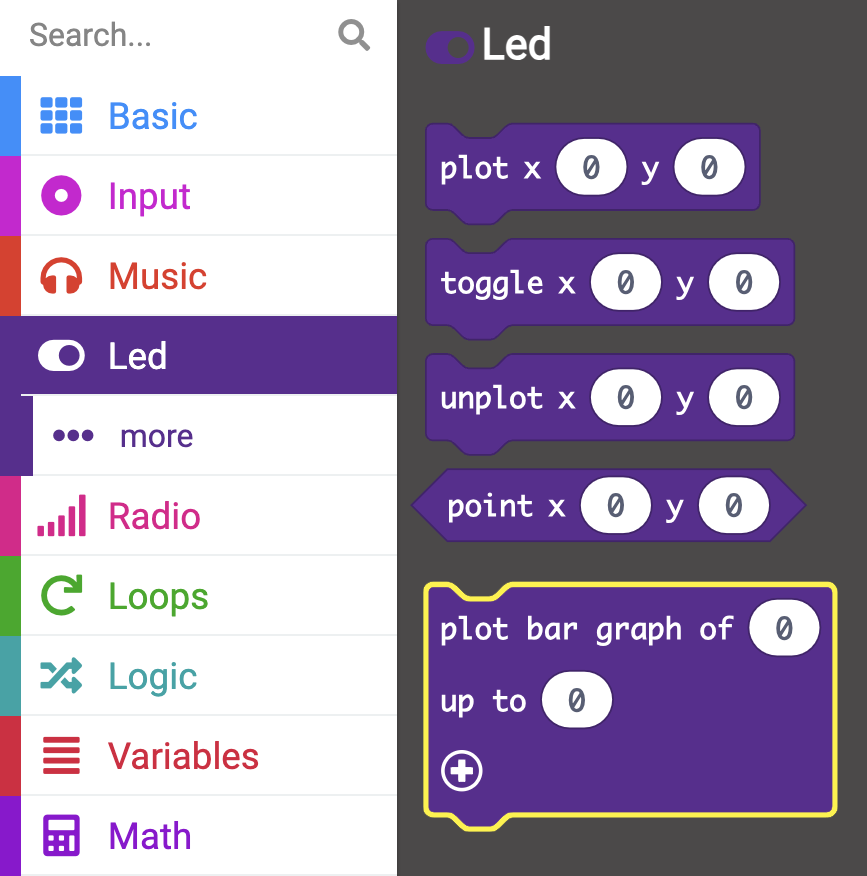 Search...
Basic
Input
Music
Led
more
Radio
Loops
Logic
Variables
Math
Led
plot x 0 y 0
toggle x 0 y 0
unplot x 0 y 0
point x 0 y 0
plot bar graph of 0
up to 0